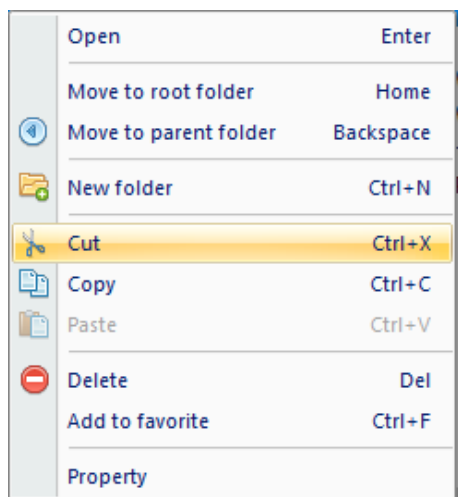 Open Enter
Move to root folder Home
Move to parent folder Backspace
New folder Ctrl+N
Cut Ctrl+X
Copy Ctrl+C
Paste Ctrl+V
Delete Del
Add to favorite Ctrl+F
Property